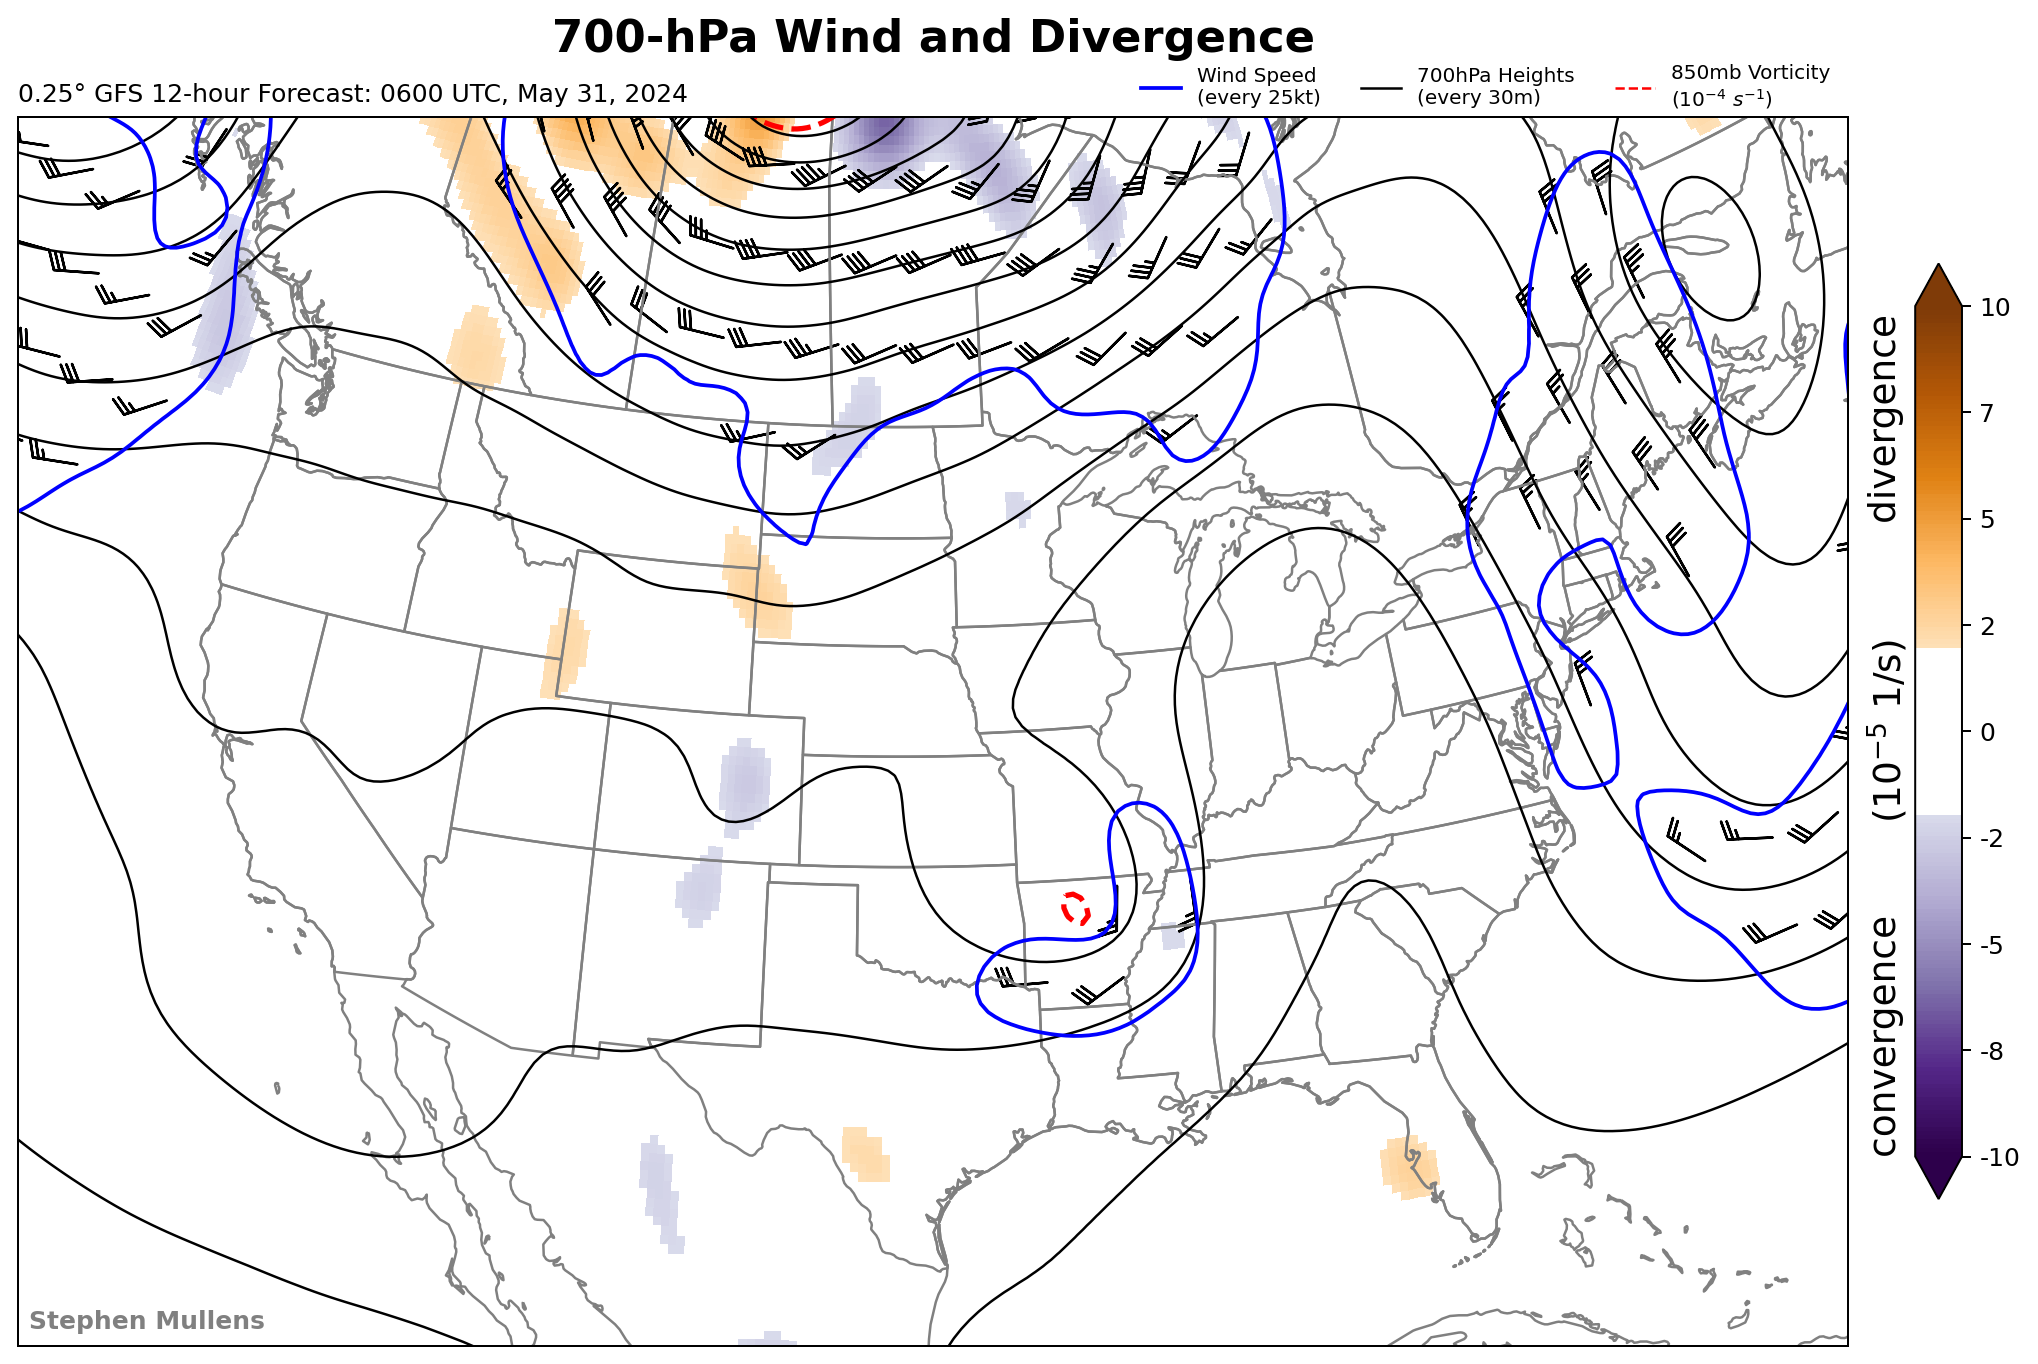 700-hPa Wind and Divergence
0.25° GFS 12-hour Forecast: 0600 UTC, May 31, 2024
Wind Speed
(every 25kt)
700hPa Heights
(every 30m)
850mb Vorticity
(10⁻⁴ s⁻¹)
10
7
5
2
0
-2
-5
-8
-10
convergence (10⁻⁵ 1/s) divergence
Stephen Mullens